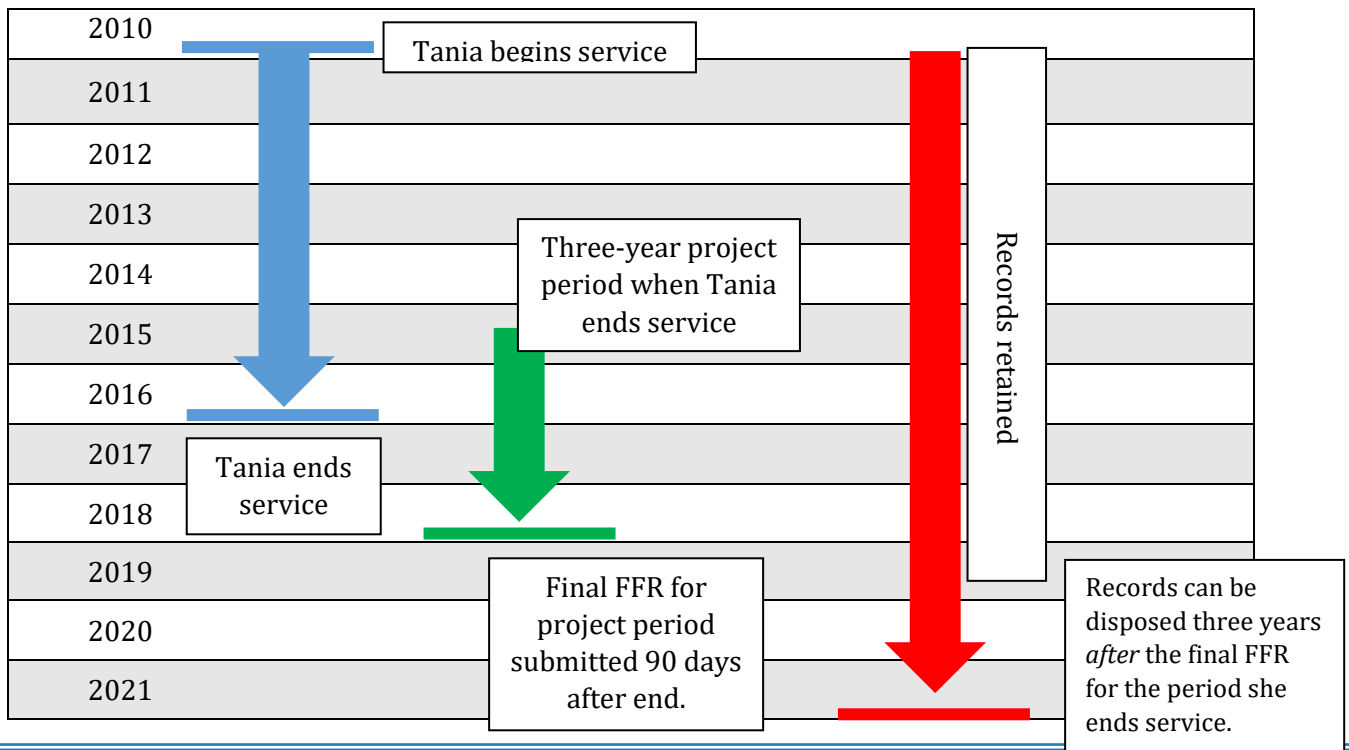 2010
Tania begins service
2011
2012
2013
Three-year project
period when Tania
ends service
2014
2015
2016
Records retained
2017
Tania ends
service
2018
2019
Final FFR for
project period
submitted 90 days
after end.
Records can be
disposed three years
after the final FFR
for the period she
ends service.
2020
2021